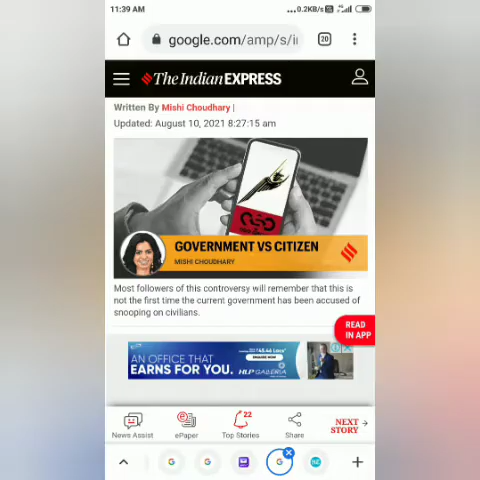 11:39 AM
...0.2KB/s
google.com/amp/s/i
20
The Indian EXPRESS
Written By Mishi Choudhary |
Updated: August 10, 2021 8:27:15 am
GOVERNMENT VS CITIZEN
MISHI CHOUDHARY
Most followers of this controversy will remember that this is
not the first time the current government has been accused of
snooping on civilians.
READ
IN APP
AN OFFICE THAT
EARNS FOR YOU.
HLP GALLERIA
22
News Assist
ePaper
Top Stories
Share
NEXT
STORY